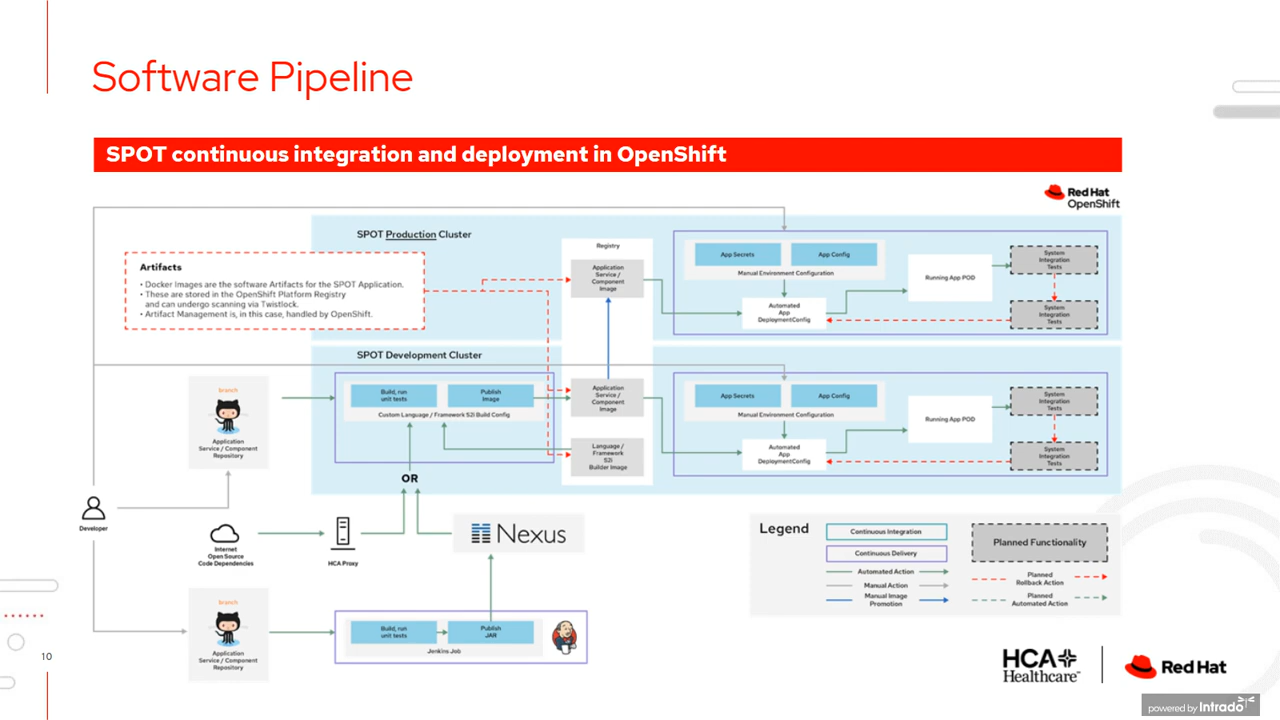 Software Pipeline
SPOT continuous integration and deployment in OpenShift
Red Hat
OpenShift
SPOT Production Cluster
Artifacts
• Docker Images are the software Artifacts for the SPOT Application.
• These are stored in the OpenShift Platform Registry
and can undergo scanning via Twistlock.
• Artifact Management is, in this case, handled by OpenShift.
Registry
Application
Service /
Component
Image
App Secrets
App Config
Manual Environment Configuration
Automated
App
DeploymentConfig
Running App POD
System
Integration
Tests
System
Integration
Tests
SPOT Development Cluster
branch
Application
Service / Component
Repository
Build, run
unit tests
Publish
Image
Custom Language / Framework S2I Build Config
Application
Service /
Component
Image
Language /
Framework
S2I
Builder Image
App Secrets
App Config
Manual Environment Configuration
Automated
App
DeploymentConfig
Running App POD
System
Integration
Tests
System
Integration
Tests
OR
Developer
Internet
Open Source
Code Dependencies
HCA Proxy
Nexus
branch
Application
Service / Component
Repository
Build, run
unit tests
Publish
JAR
Jenkins Job
Legend
Continuous Integration
Continuous Delivery
Automated Action
Manual Action
Manual Image
Promotion
Planned Functionality
Planned
Rollback Action
Planned
Automated Action
10
HCA
Healthcare™
Red Hat
powered by Intrado